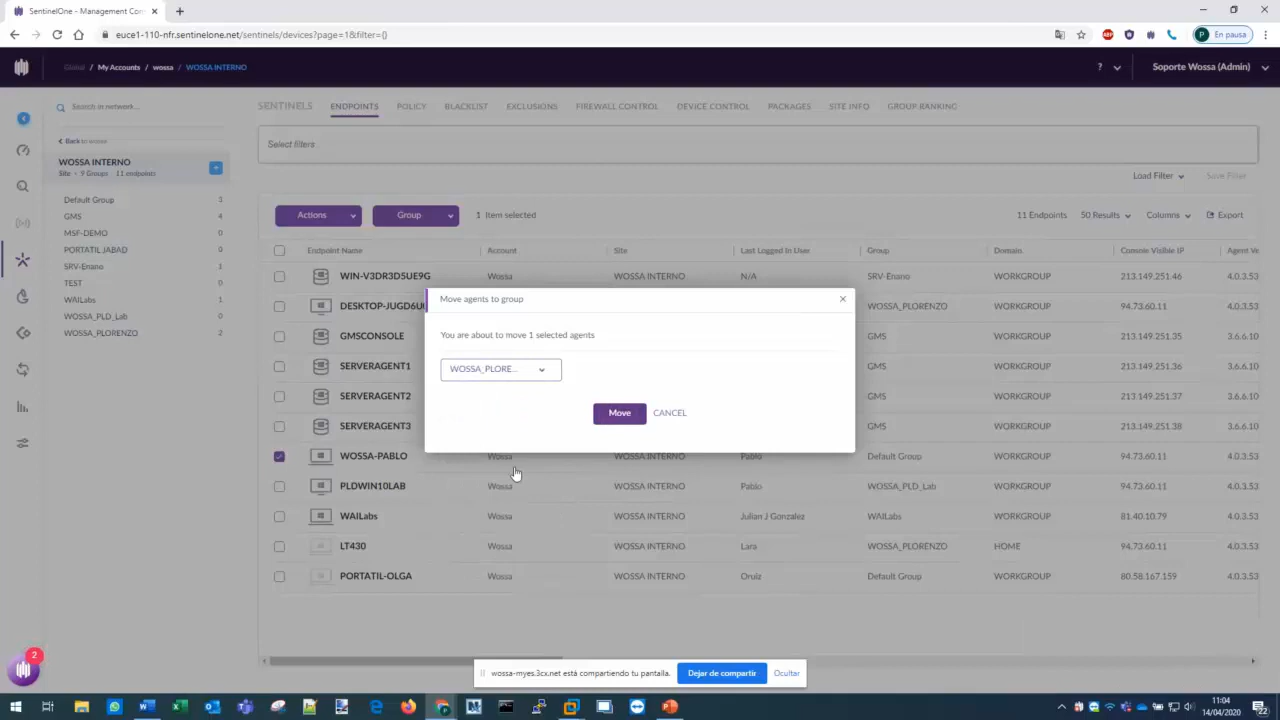 SentinelOne - Management Con
En pausa
euce1-110-nfr.sentinelone.net/sentinels/devices?page=1&filter={}
Global / My Accounts / wossa / WOSSA INTERNO
? Soporte Wossa (Admin)
Search in network...
SENTINELS ENDPOINTS POLICY BLACKLIST EXCLUSIONS FIREWALL CONTROL DEVICE CONTROL PACKAGES SITE INFO GROUP RANKING
Back to wossa
Select filters
WOSSA INTERNO
Site - 9 Groups 11 endpoints
Load Filter Save Filter
Default Group 3
GMS 4
MSF-DEMO 0
PORTATIL JABAD 0
SRV-Enano 1
TEST 0
WAILabs 1
WOSSA_PLD_Lab 0
WOSSA_PLORENZO 2
Actions Group 1 Item selected 11 Endpoints 50 Results Columns Export
Endpoint Name Account Site Last Logged In User Group Domain Console Visible IP Agent Ve
WIN-V3DR3D5UE9G Wossa WOSSA INTERNO N/A SRV-Enano WORKGROUP 213.149.251.46 4.0.3.53
DESKTOP-JUGD6U WOSSA_PLORENZO WORKGROUP 94.73.60.11 4.0.3.53
GMSCONSOLE GMS WORKGROUP 213.149.251.35 4.0.3.53
SERVERAGENT1 GMS WORKGROUP 213.149.251.36 3.6.6.10
SERVERAGENT2 GMS WORKGROUP 213.149.251.37 3.6.6.10
SERVERAGENT3 GMS WORKGROUP 213.149.251.38 3.6.6.10
WOSSA-PABLO Wossa WOSSA INTERNO Pablo Default Group WORKGROUP 94.73.60.11 4.0.3.53
PLDWIN10LAB Wossa WOSSA INTERNO Pablo WOSSA_PLD_Lab WORKGROUP 94.73.60.11 4.0.3.53
WAILabs Wossa WOSSA INTERNO Julian J Gonzalez WAILabs WORKGROUP 81.40.10.79 4.0.3.53
LT430 Wossa WOSSA INTERNO Lara WOSSA_PLORENZO HOME 94.73.60.11 4.0.3.53
PORTATIL-OLGA Wossa WOSSA INTERNO Oruiz Default Group WORKGROUP 80.58.167.159 4.0.3.53
Move agents to group
You are about to move 1 selected agents
WOSSA_PLORE...
Move CANCEL
2
wossa-myes.3cx.net está compartiendo tu pantalla. Dejar de compartir Ocultar
11:04
14/04/2020
22